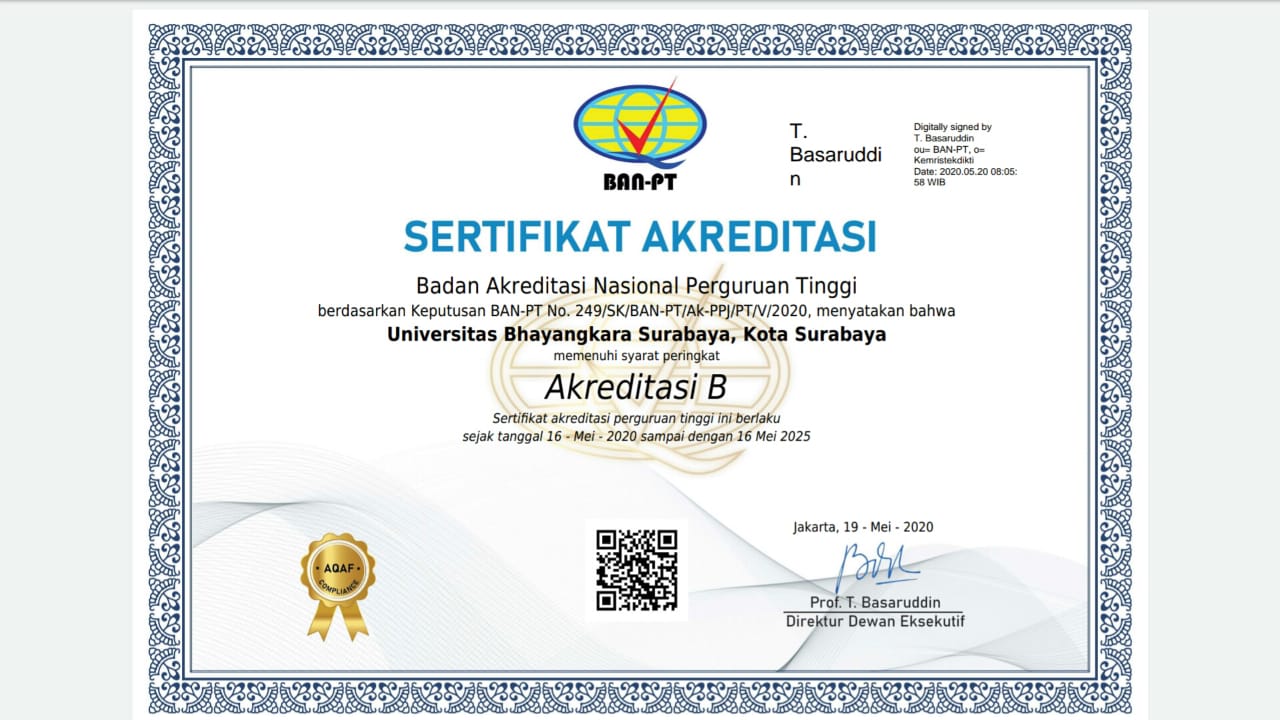 BAN-PT
T.
Basaruddi
n
Digitally signed by
T. Basaruddin
ou= BAN-PT, o=
Kemristekdikti
Date: 2020.05.20 08:05:
58 WIB
SERTIFIKAT AKREDITASI
Badan Akreditasi Nasional Perguruan Tinggi
berdasarkan Keputusan BAN-PT No. 249/SK/BAN-PT/Ak-PPJ/PT/V/2020, menyatakan bahwa
Universitas Bhayangkara Surabaya, Kota Surabaya
memenuhi syarat peringkat
Akreditasi B
Sertifikat akreditasi perguruan tinggi ini berlaku
sejak tanggal 16 - Mei - 2020 sampai dengan 16 Mei 2025
AQAF
COMPLIANCE
Jakarta, 19 - Mei - 2020
Prof. T. Basaruddin
Direktur Dewan Eksekutif